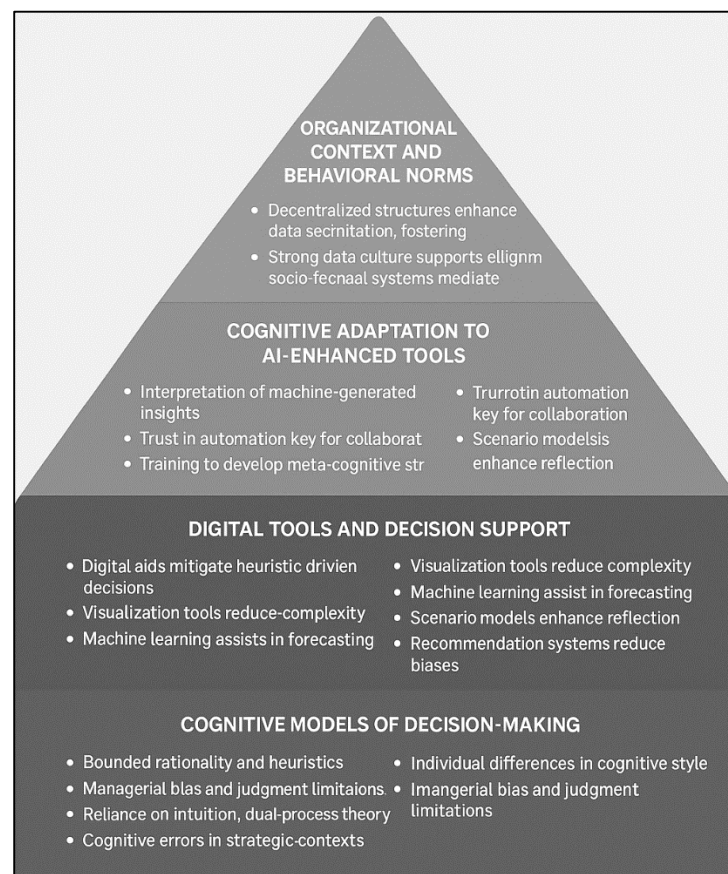 ORGANIZATIONAL
CONTEXT AND
BEHAVIORAL NORMS
• Decentralized structures enhance
data secinitation, fostering
• Strong data culture supports ellignm
socio-fecnaal systems mediate
COGNITIVE ADAPTATION TO
AI-ENHANCED TOOLS
• Interpretation of machine-generated
insights
• Trust in automation key for collaborat
• Training to develop meta-cognitive str
• Trurrotin automation
key for collaboration
• Scenario modelsis
enhance reflection
DIGITAL TOOLS AND DECISION SUPPORT
• Digital aids mitigate heuristic drivien
decisions
• Visualization tools reduce-complexity
• Machine learning assists in forecasting
• Visualization tools reduce complexity
• Machine learning assist in forecasting
• Scenario models enhance reflection
• Recommendation systems reduce
biases
COGNITIVE MODELS OF DECISION-MAKING
• Bounded rationality and heuristics
• Managerial blas and judgment limitaions.
• Reliance on intuition, dual-process theory
• Cognitive errors in strategic-contexts
• Individual differences in cognitive style
• Imangerial bias and judgment
limitations